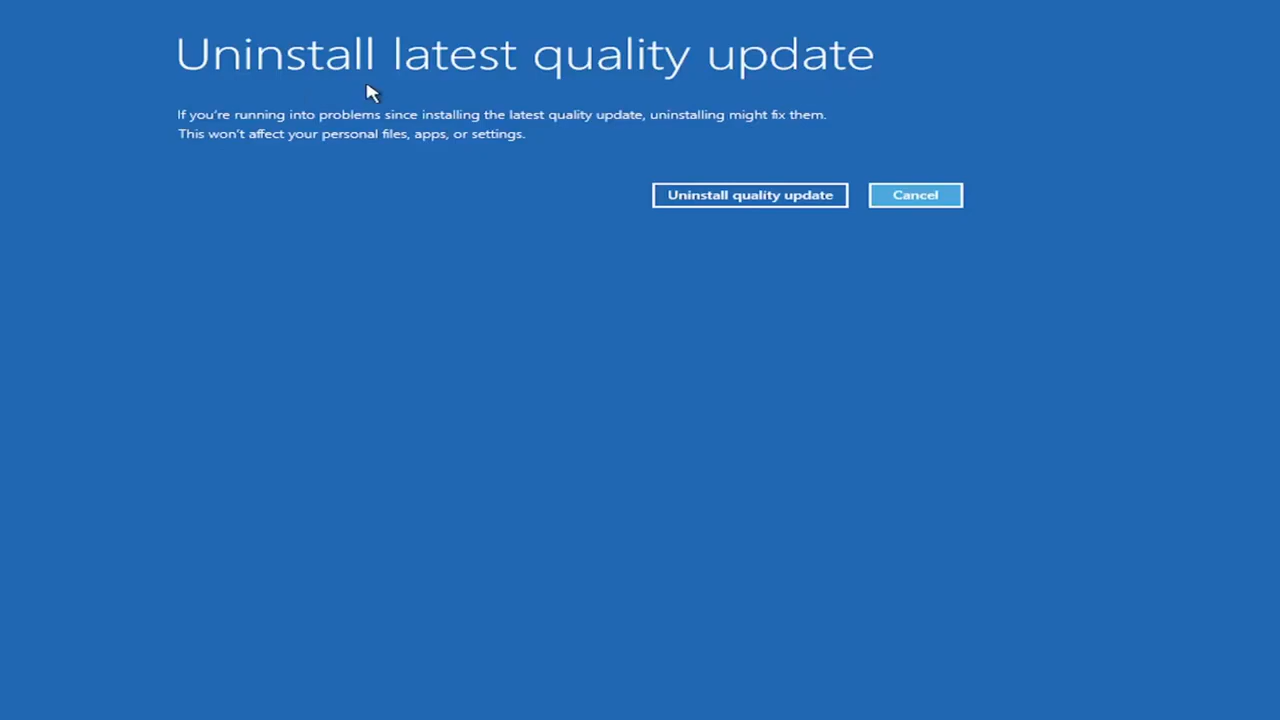 Uninstall latest quality update
If you're running into problems since installing the latest quality update, uninstalling might fix them.
This won't affect your personal files, apps, or settings.
Uninstall quality update Cancel